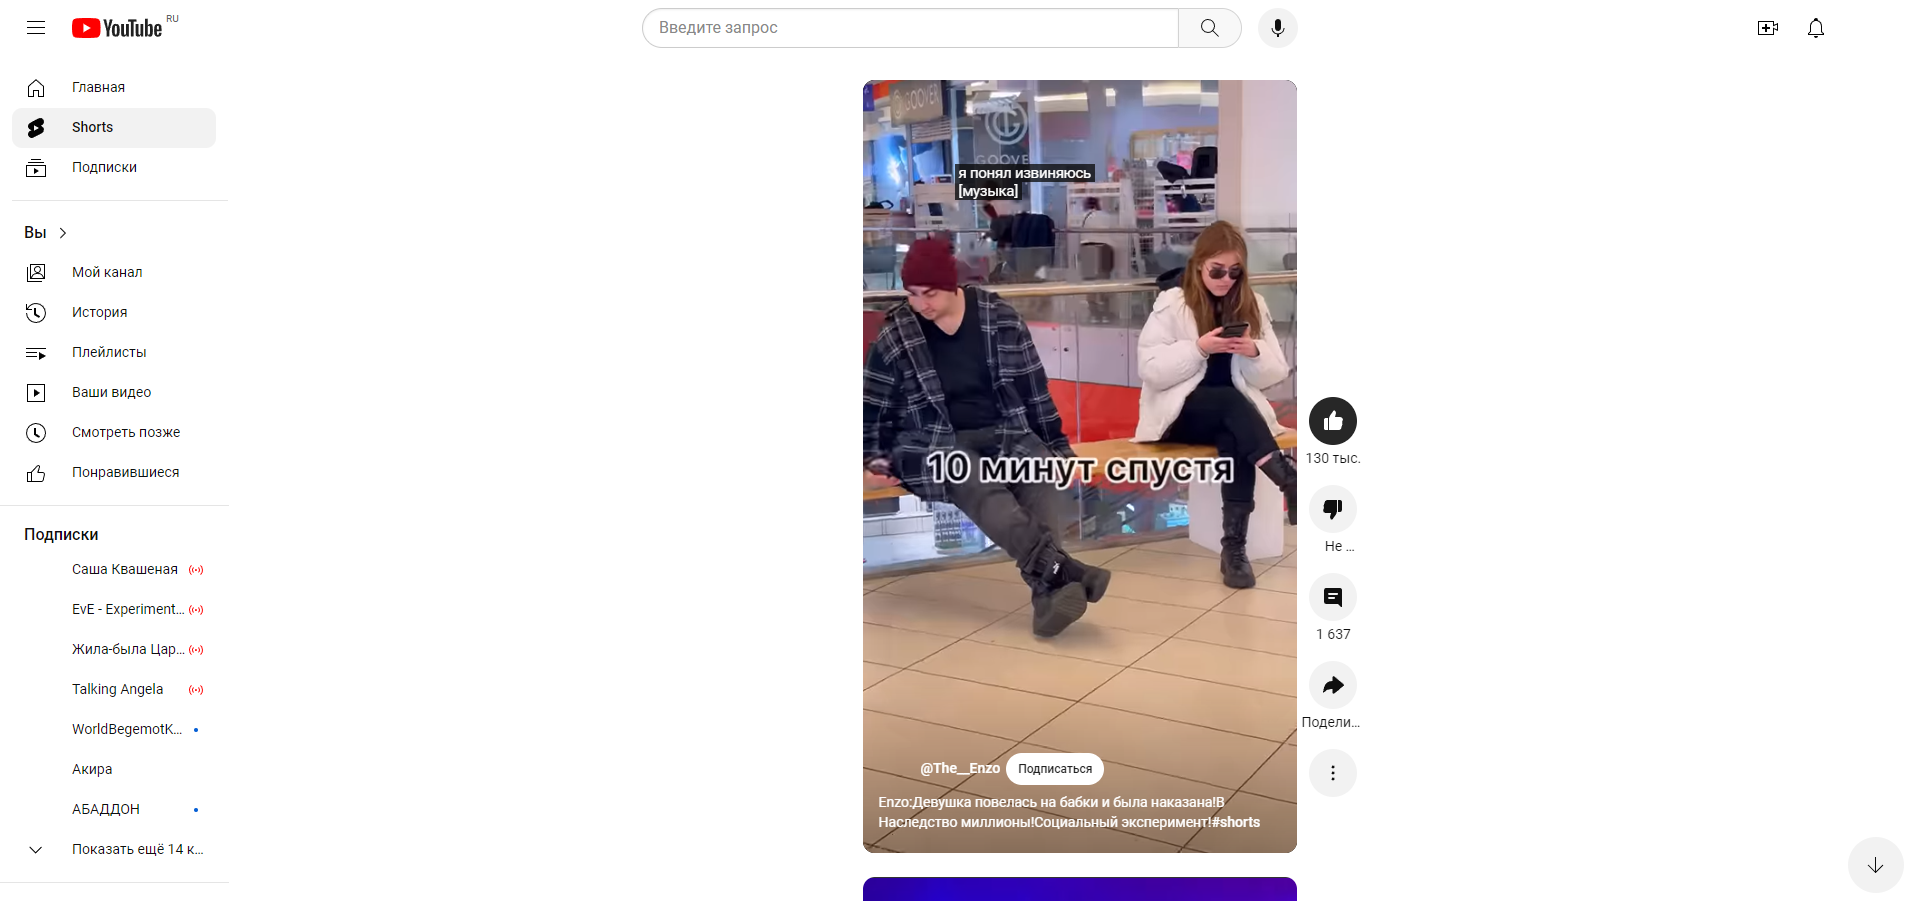 YouTube
RU
Введите запрос
Главная
Shorts
Подписки
Вы
Мой канал
История
Плейлисты
Ваши видео
Смотреть позже
Понравившиеся
Подписки
Саша Квашеная
EvE - Experiment...
Жила-была Цар...
Talking Angela
WorldBegemotK...
Акира
АБАДДОН
Показать ещё 14 к...
GOOVER
GOOVER
я понял извиняюсь
[музыка]
10 минут спустя
@The__Enzo
Подписаться
Enzo:Девушка повелась на бабки и была наказана!В
Наследство миллионы!Социальный эксперимент!#shorts
130 тыс.
Не ...
1 637
Подели...